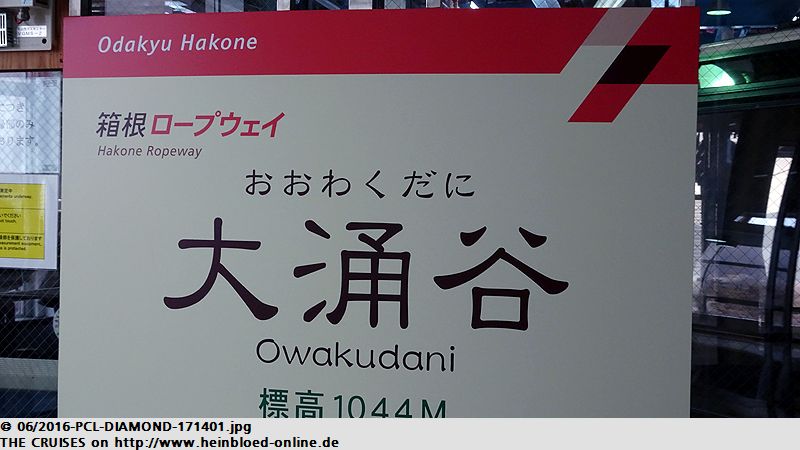 Odakyu Hakone
箱根ロープウェイ
Hakone Ropeway
おおわくだに
大涌谷
Owakudani
標高1044M
© 06/2016-PCL-DIAMOND-171401.jpg
THE CRUISES on http://www.heinbloed-online.de